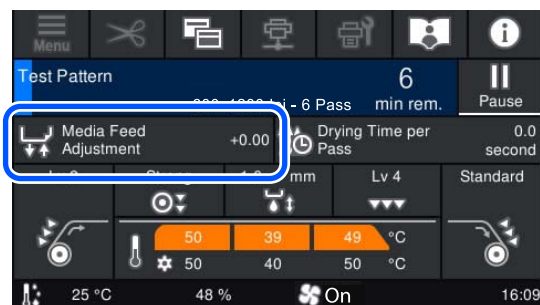 Menu
Test Pattern
6
Pass
min rem.
Pause
Media Feed
Adjustment
+0.00
Drying Time per
Pass
0.0
second
mm
Lv 4
Standard
50
39
49
°C
50
40
50
°C
25 °C
48 %
On
16:09